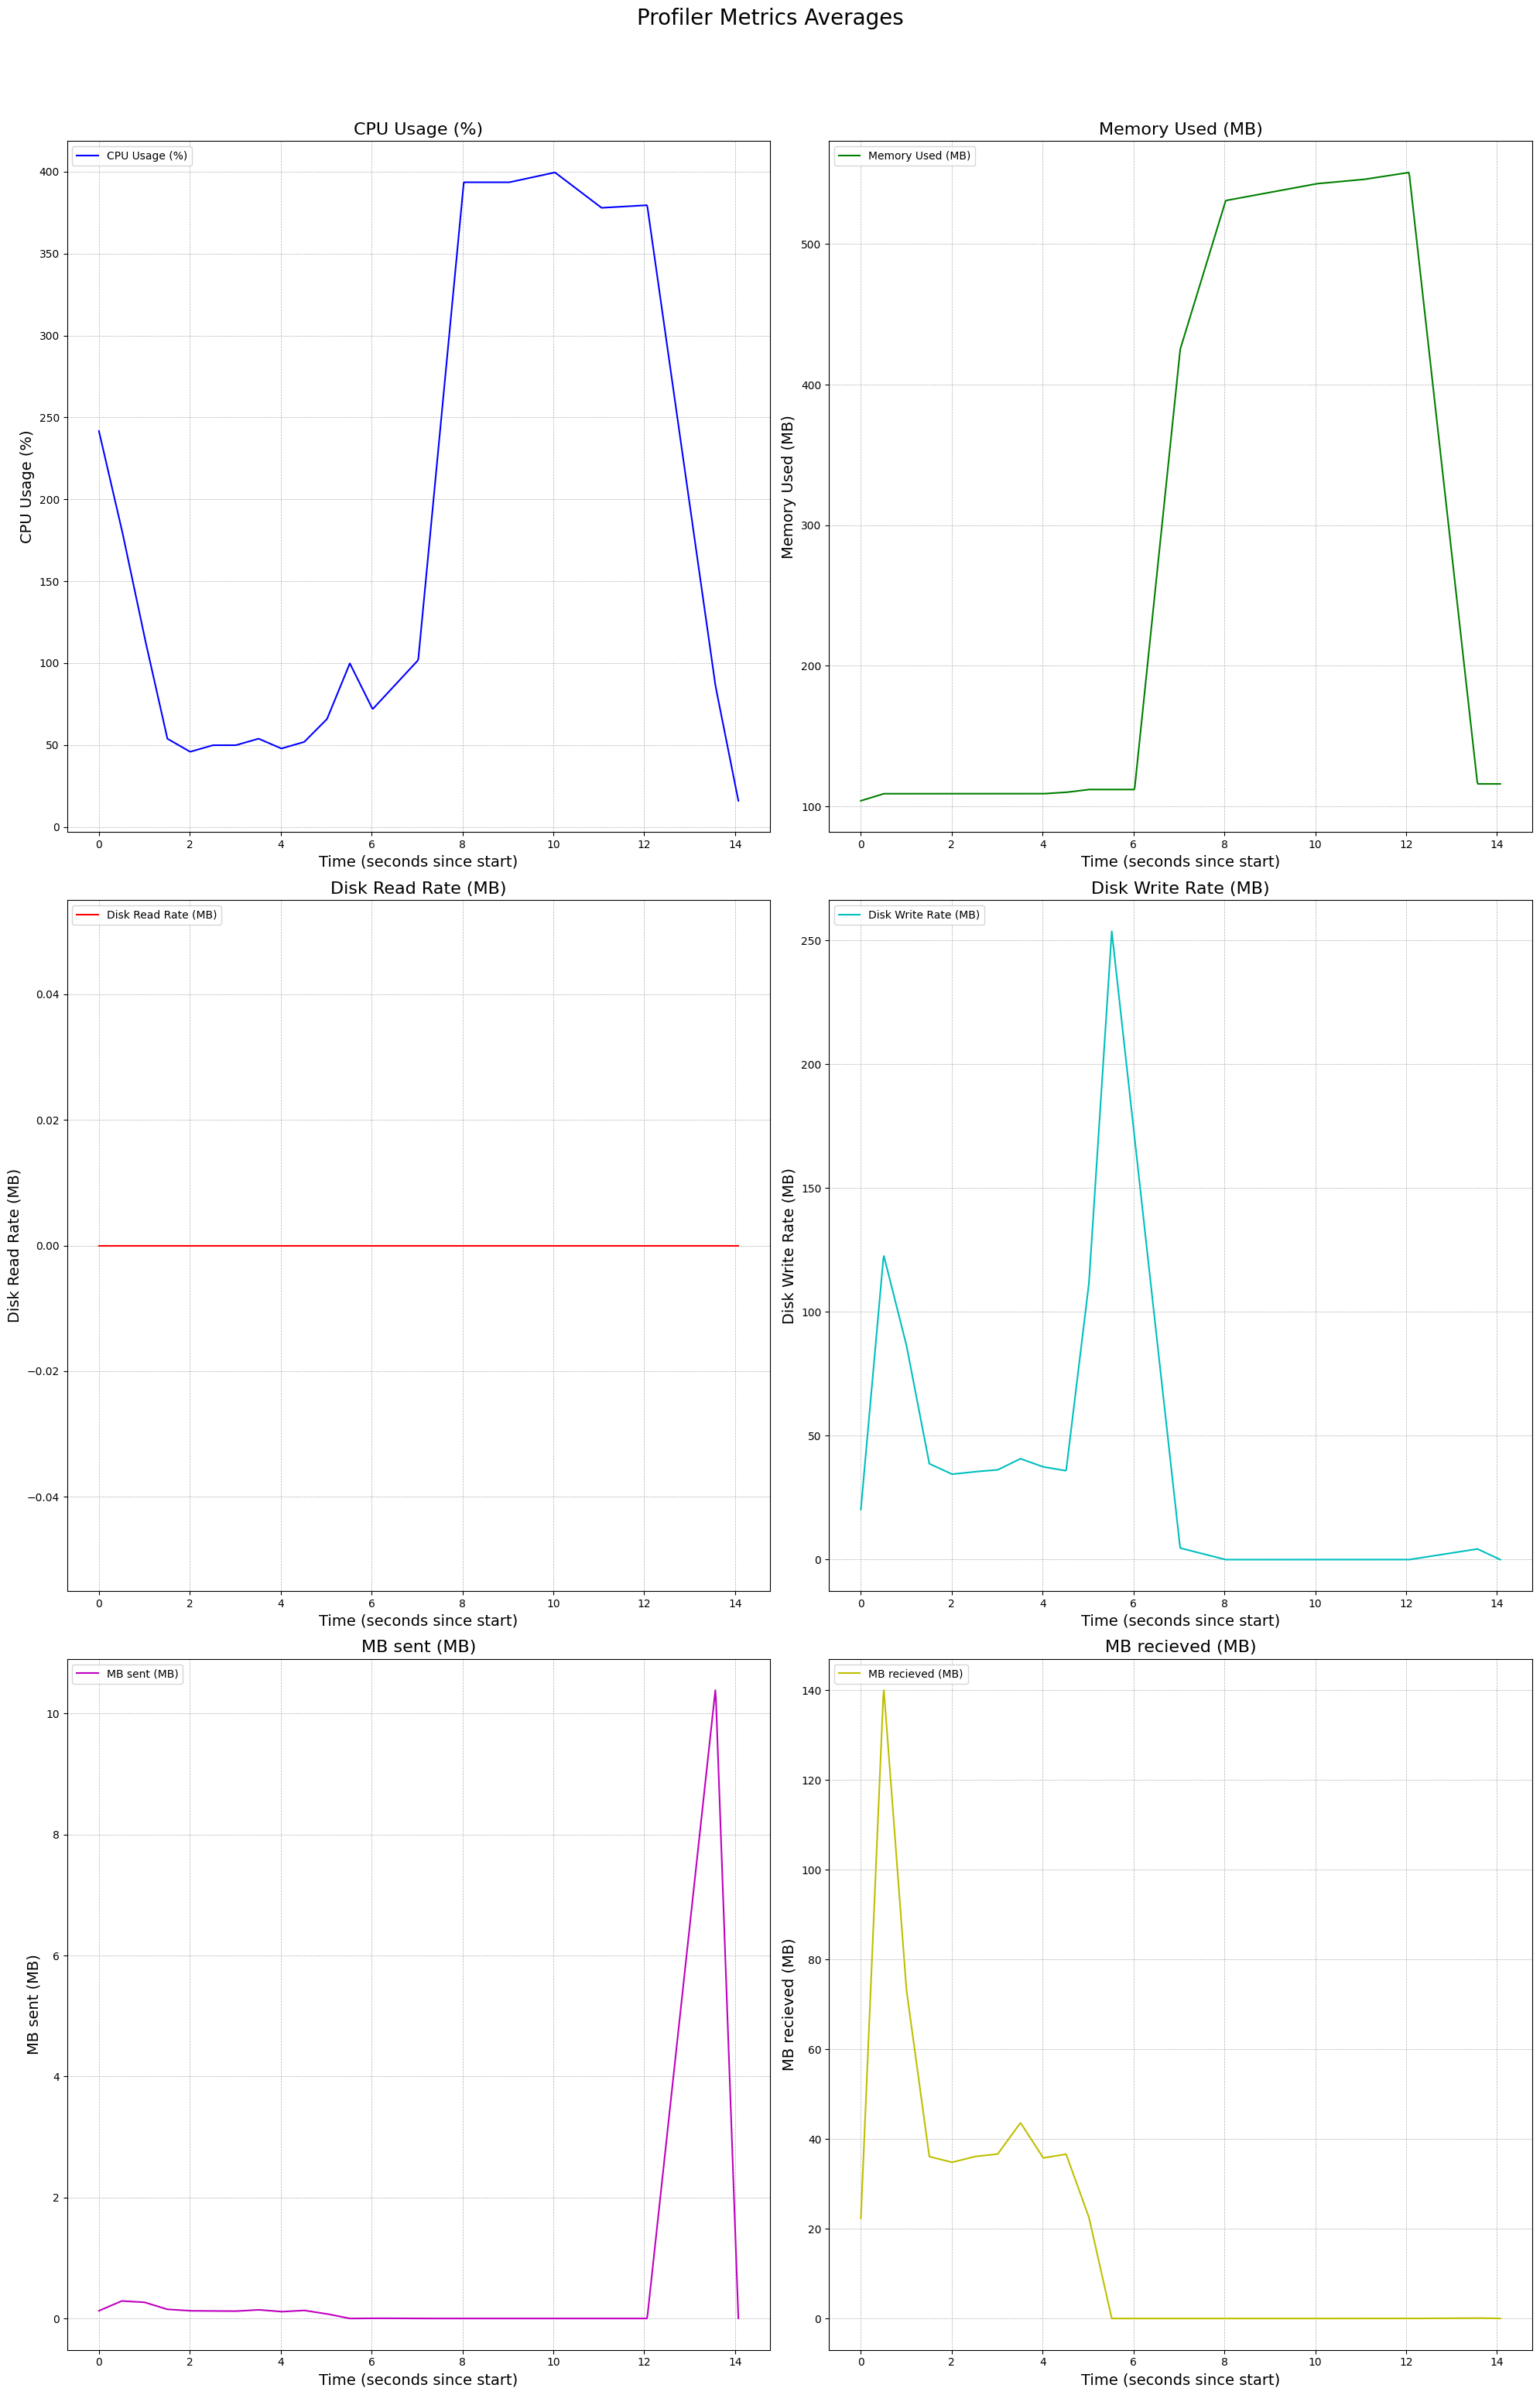 Profiler Metrics Averages
CPU Usage (%)
CPU Usage (%)
CPU Usage (%)
400
350
300
250
200
150
100
50
0
0 2 4 6 8 10 12 14
Time (seconds since start)
Memory Used (MB)
Memory Used (MB)
Memory Used (MB)
500
400
300
200
100
0 2 4 6 8 10 12 14
Time (seconds since start)
Disk Read Rate (MB)
Disk Read Rate (MB)
Disk Read Rate (MB)
0.04
0.02
0.00
−0.02
−0.04
0 2 4 6 8 10 12 14
Time (seconds since start)
Disk Write Rate (MB)
Disk Write Rate (MB)
Disk Write Rate (MB)
250
200
150
100
50
0
0 2 4 6 8 10 12 14
Time (seconds since start)
MB sent (MB)
MB sent (MB)
MB sent (MB)
10
8
6
4
2
0
0 2 4 6 8 10 12 14
Time (seconds since start)
MB recieved (MB)
MB recieved (MB)
MB recieved (MB)
140
120
100
80
60
40
20
0
0 2 4 6 8 10 12 14
Time (seconds since start)